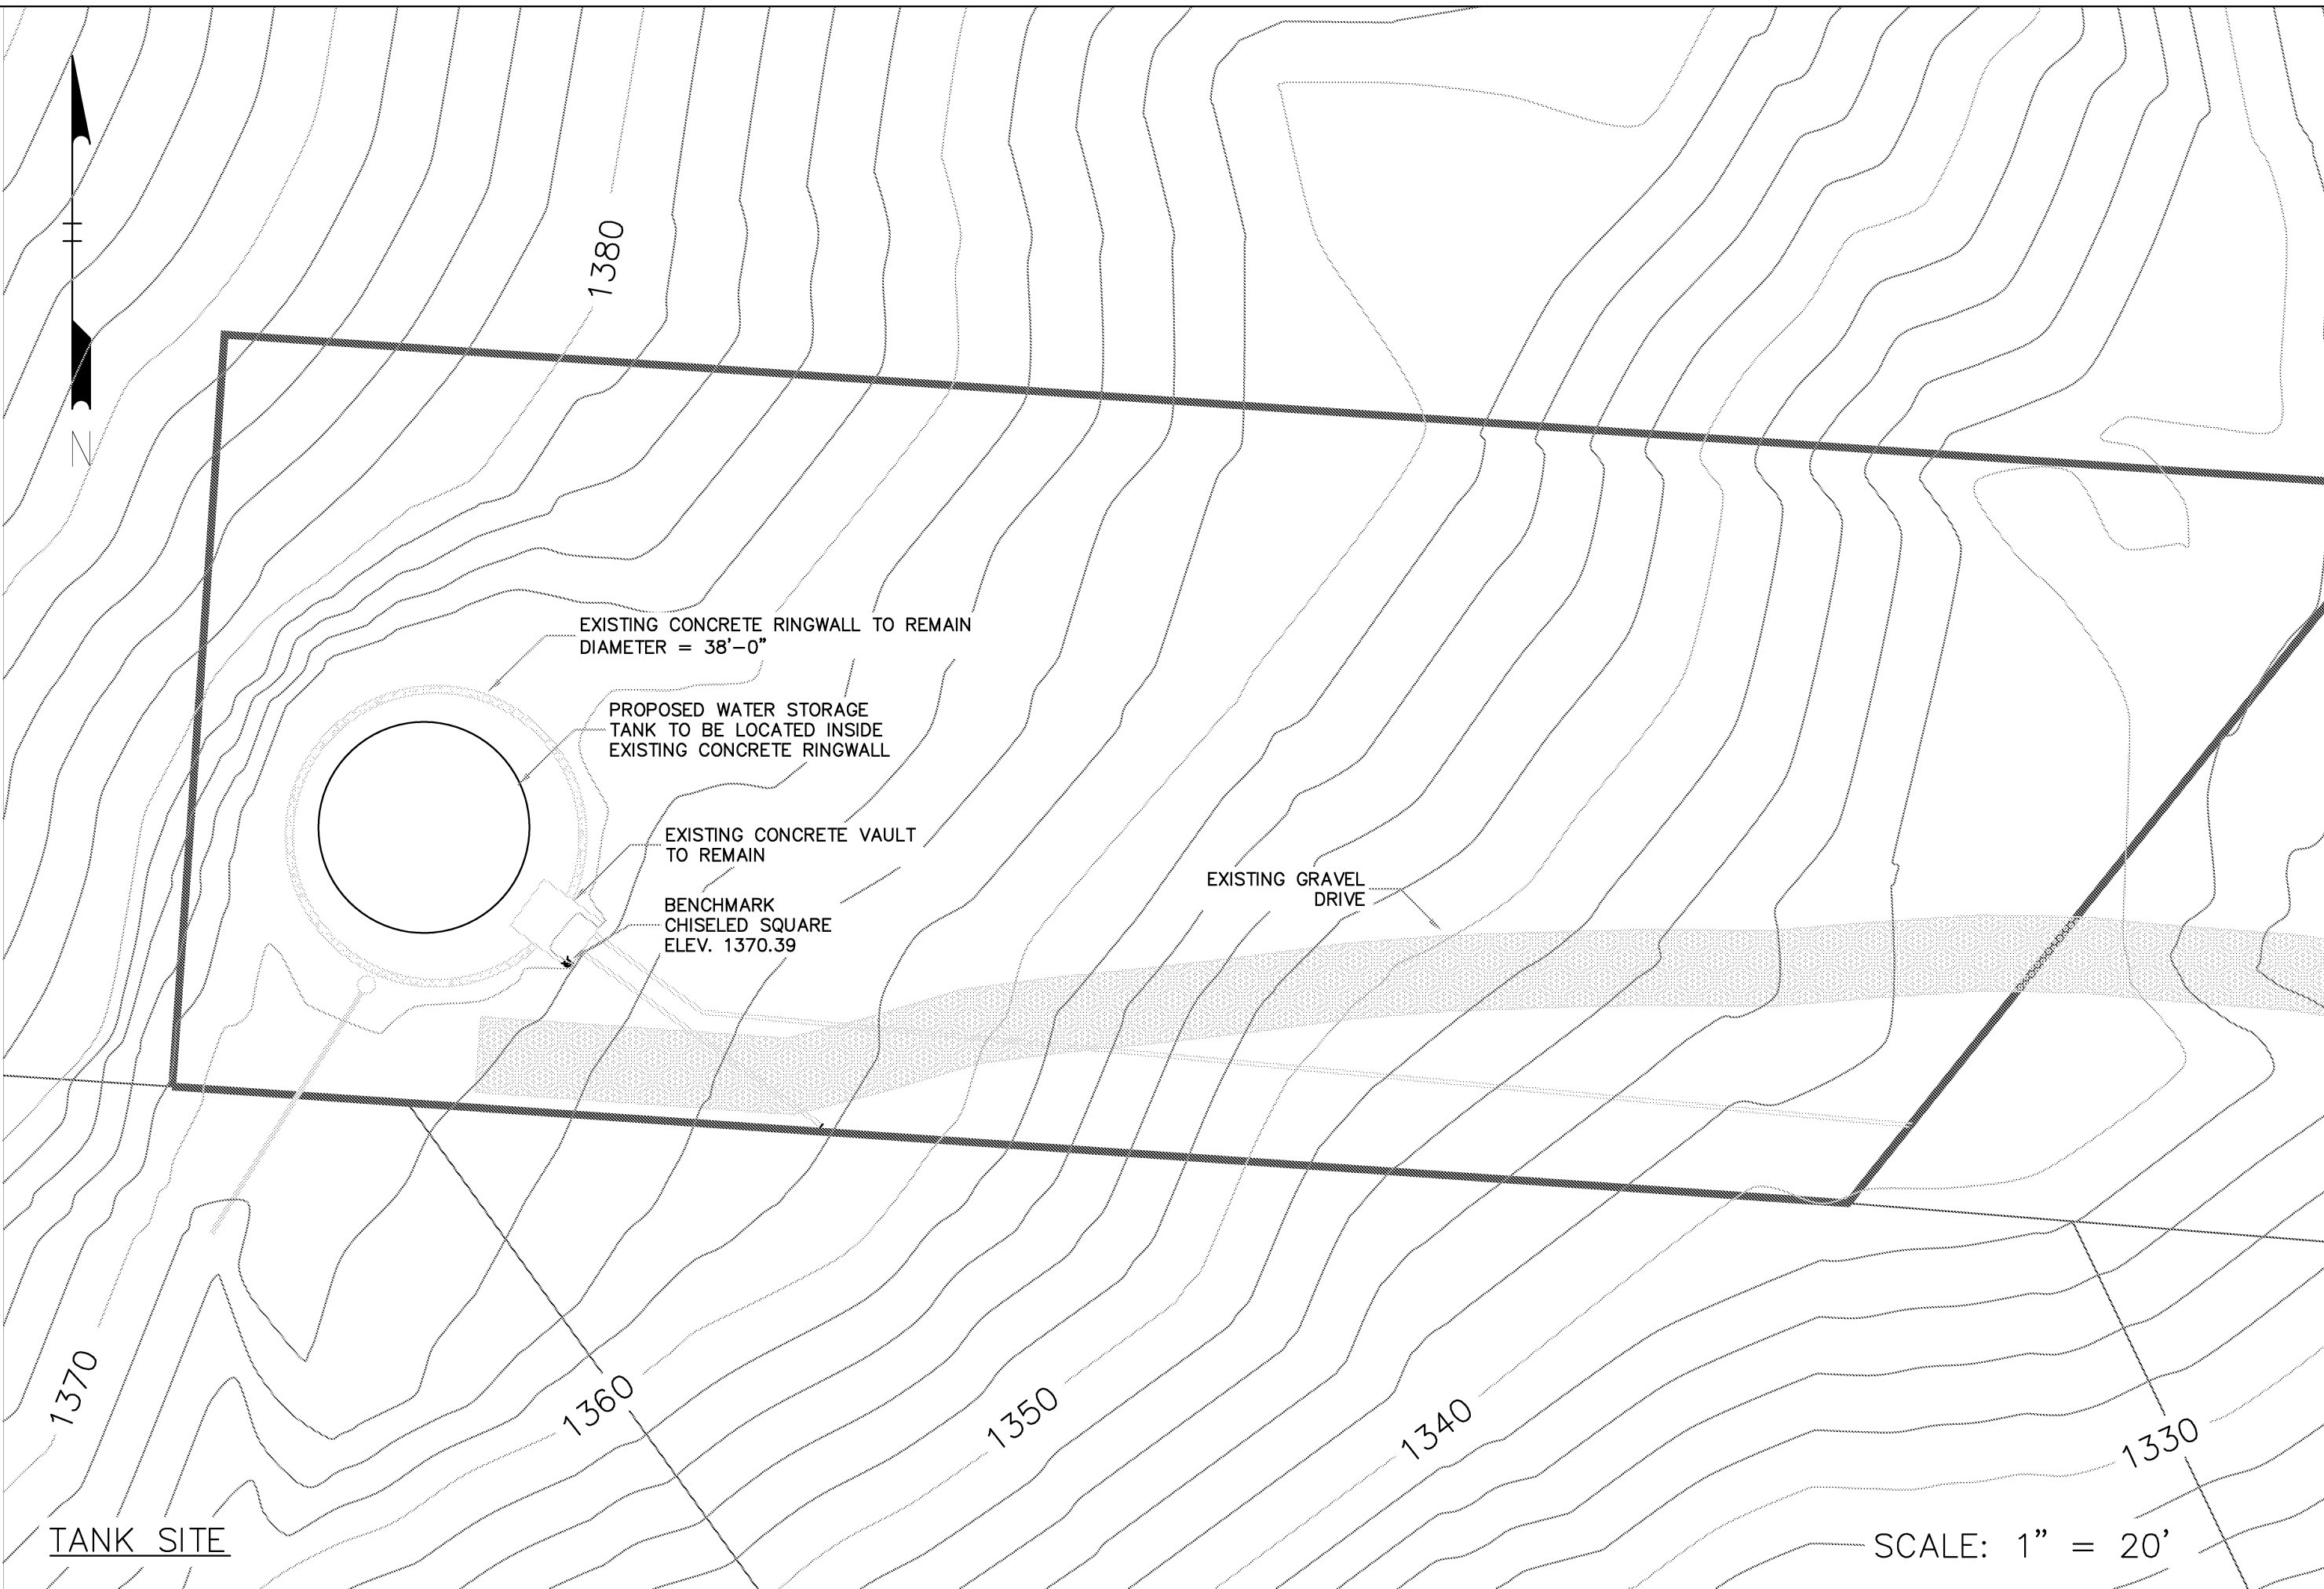 1380
N
EXISTING CONCRETE RINGWALL TO REMAIN
DIAMETER = 38'-0"
PROPOSED WATER STORAGE
TANK TO BE LOCATED INSIDE
EXISTING CONCRETE RINGWALL
EXISTING CONCRETE VAULT
TO REMAIN
BENCHMARK
CHISELED SQUARE
ELEV. 1370.39
EXISTING GRAVEL
DRIVE
1370
1360
1350
1340
1330
TANK SITE
SCALE: 1" = 20'